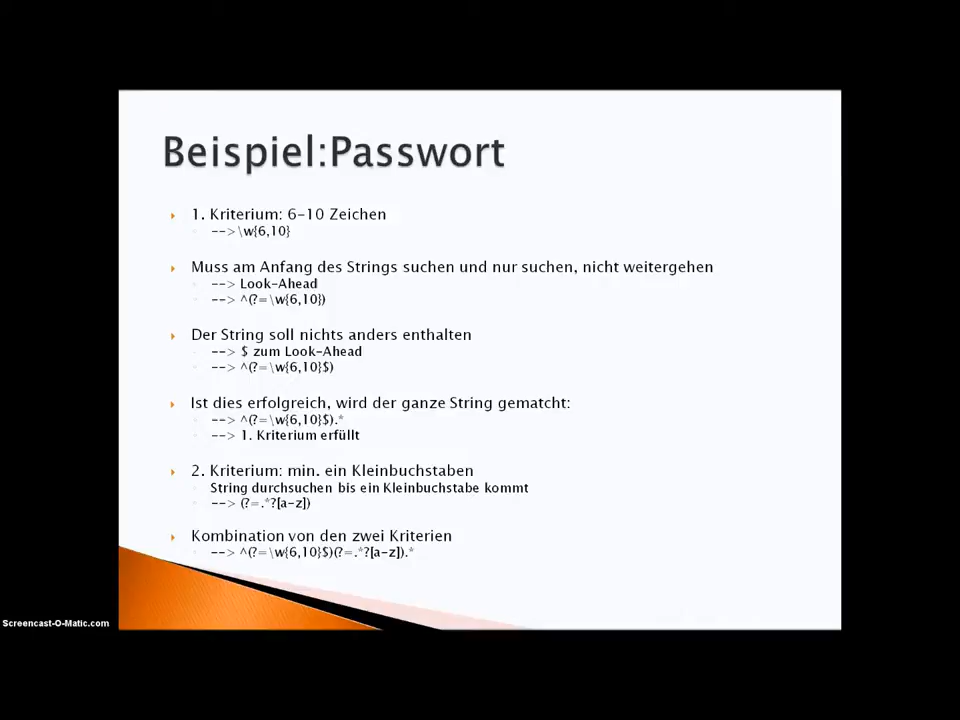 Beispiel:Passwort
1. Kriterium: 6-10 Zeichen
-->\w{6,10}
Muss am Anfang des Strings suchen und nur suchen, nicht weitergehen
--> Look-Ahead
--> ^(?=\w{6,10})
Der String soll nichts anders enthalten
--> $ zum Look-Ahead
--> ^(?=\w{6,10}$)
Ist dies erfolgreich, wird der ganze String gematcht:
--> ^(?=\w{6,10}$).*
--> 1. Kriterium erfüllt
2. Kriterium: min. ein Kleinbuchstaben
String durchsuchen bis ein Kleinbuchstabe kommt
--> (?=.*?[a-z])
Kombination von den zwei Kriterien
--> ^(?=\w{6,10}$)(?=.*?[a-z]).*
Screencast-O-Matic.com